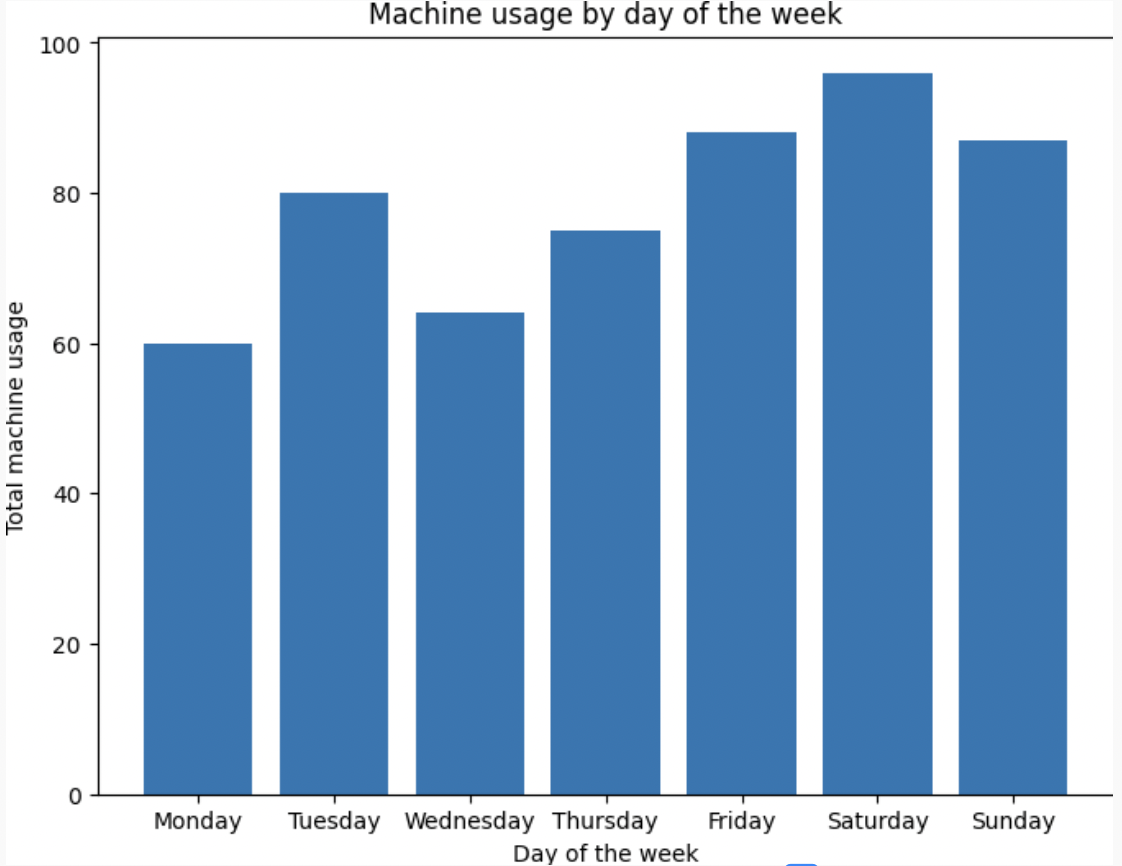 Machine usage by day of the week
100
80
60
40
20
0
Total machine usage
Monday Tuesday Wednesday Thursday Friday Saturday Sunday
Day of the week